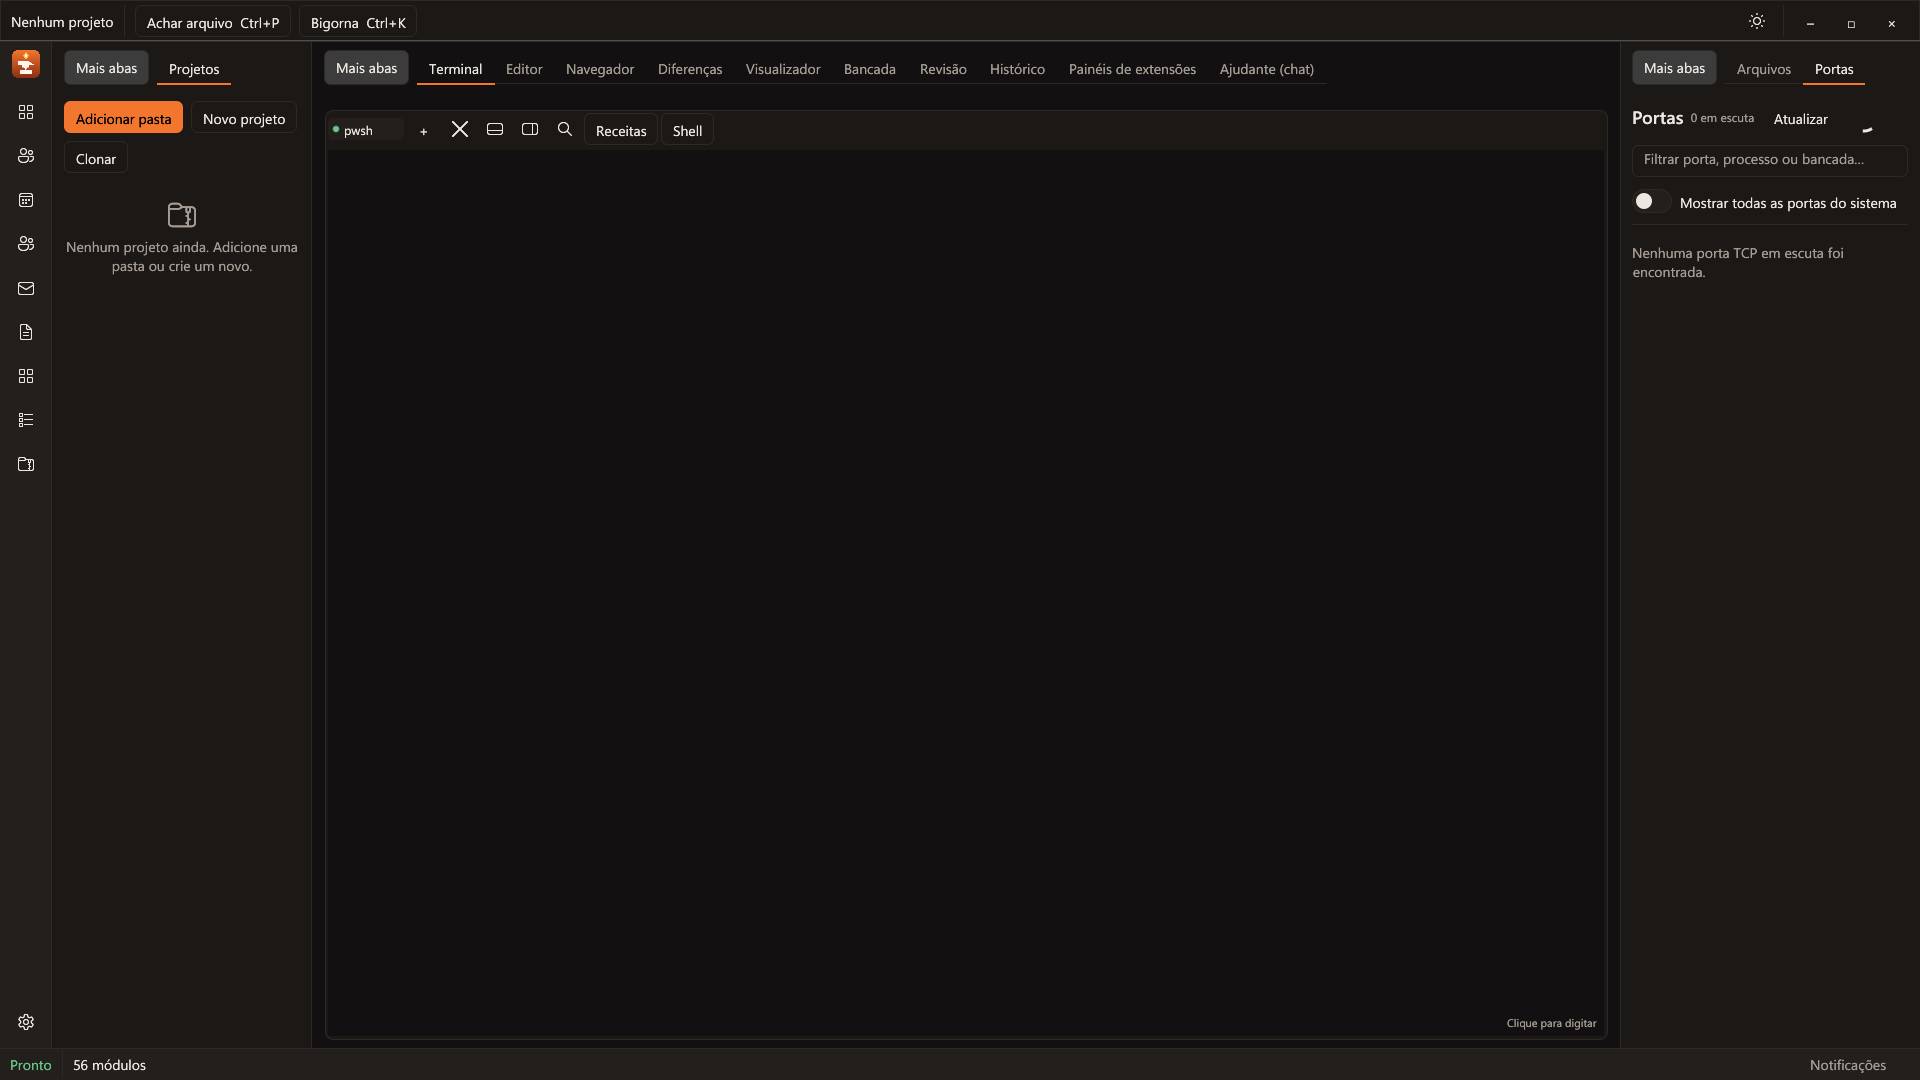 Nenhum projeto
Achar arquivo Ctrl+P
Bigorna Ctrl+K
Mais abas
Projetos
Adicionar pasta
Novo projeto
Clonar
Nenhum projeto ainda. Adicione uma
pasta ou crie um novo.
Mais abas
Terminal
Editor
Navegador
Diferenças
Visualizador
Bancada
Revisão
Histórico
Painéis de extensões
Ajudante (chat)
pwsh
+
Receitas
Shell
Clique para digitar
Mais abas
Arquivos
Portas
Portas 0 em escuta
Atualizar
Filtrar porta, processo ou bancada...
Mostrar todas as portas do sistema
Nenhuma porta TCP em escuta foi
encontrada.
Pronto
56 módulos
Notificações